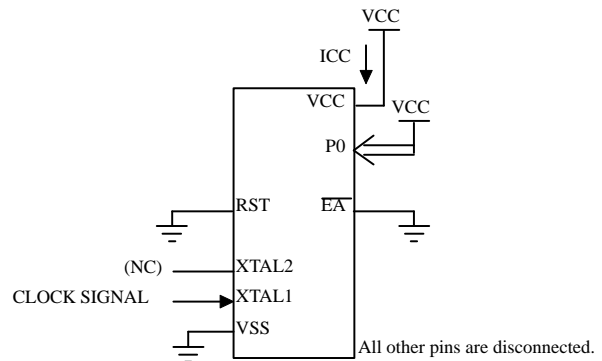 VCC
ICC
VCC
VCC
P0
RST
EA
(NC)
XTAL2
CLOCK SIGNAL
XTAL1
VSS
All other pins are disconnected.